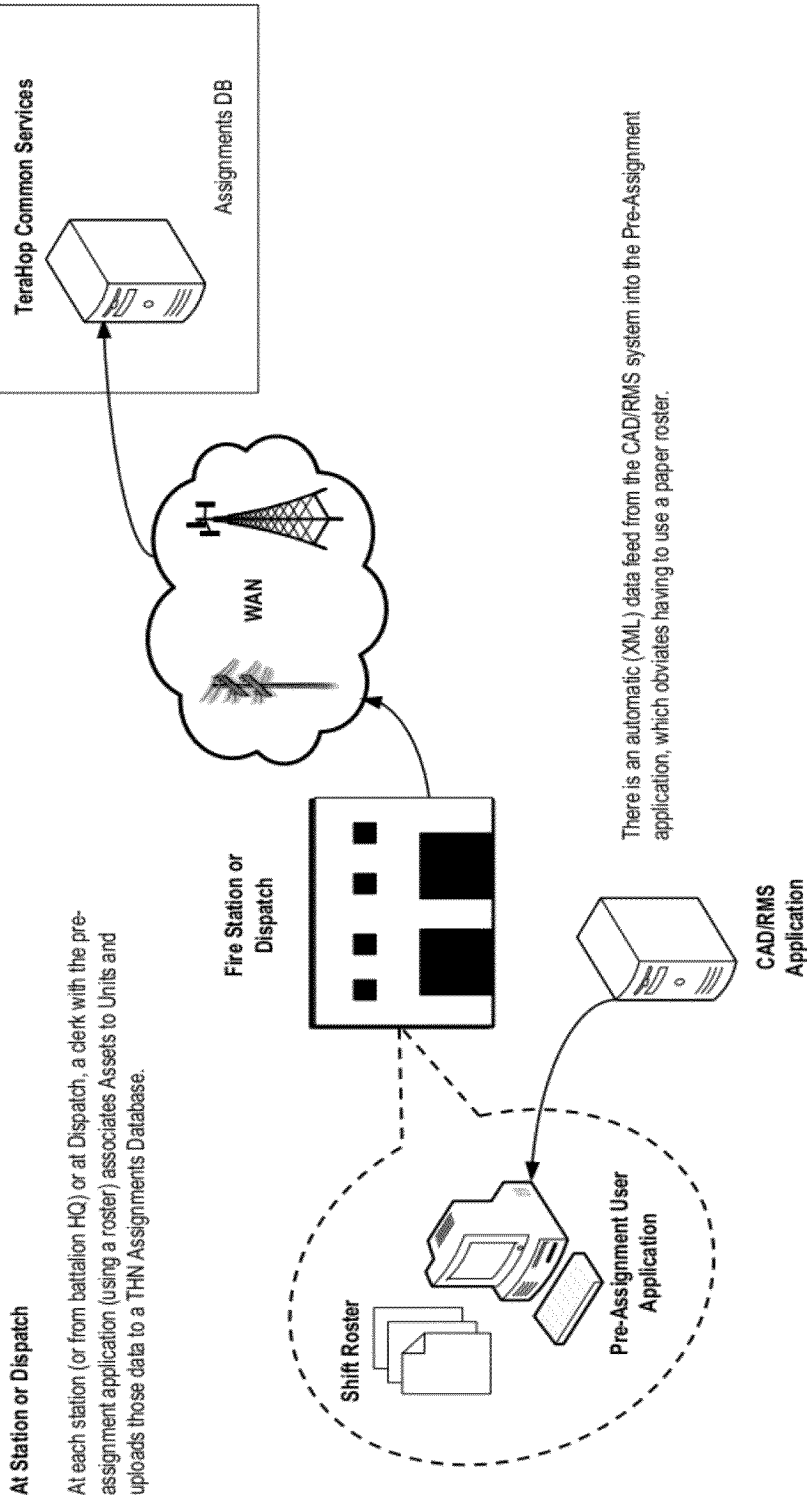 At Station or Dispatch
At each station (or from battalion HQ) or at Dispatch, a clerk with the pre-
assignment application (using a roster) associates Assets to Units and
uploads those data to a THN Assignments Database.
TeraHop Common Services
Assignments DB
WAN
Fire Station or
Dispatch
Shift Roster
Pre-Assignment User
Application
There is an automatic (XML) data feed from the CAD/RMS system into the Pre-Assignment
application, which obviates having to use a paper roster.
CAD/RMS
Application